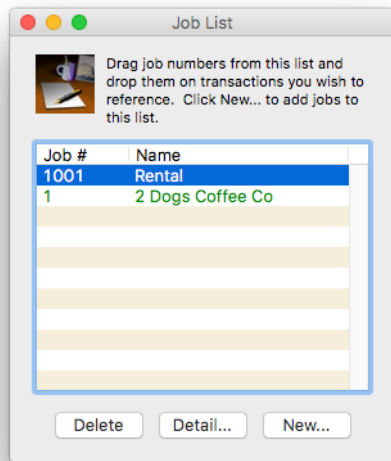 Job List
Drag job numbers from this list and
drop them on transactions you wish to
reference. Click New... to add jobs to
this list.
Job # Name
1001 Rental
1 2 Dogs Coffee Co
Delete Detail... New...